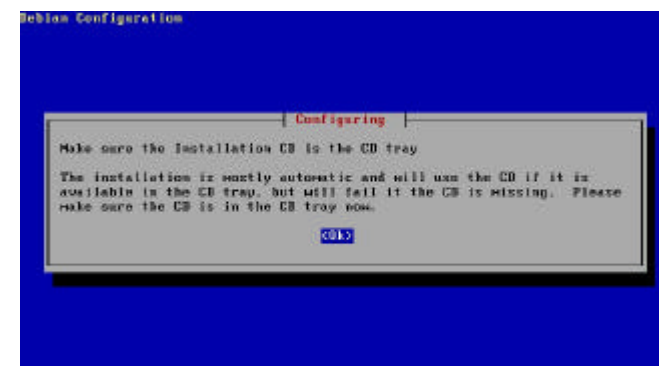 Debian Configuration
Configuring
Make sure the Installation CD is the CD tray
The installation is mostly automatic and will use the CD if it is
available in the CD tray, but will fail it the CD is missing.  Please
make sure the CD is in the CD tray now.
<Ok>